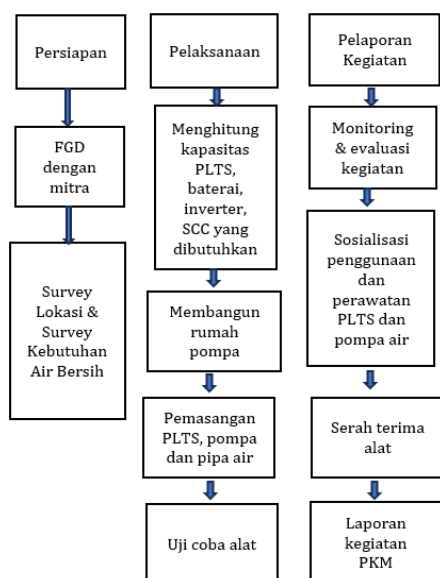 Persiapan
FGD
dengan
mitra
Survey
Lokasi &
Survey
Kebutuhan
Air Bersih
Pelaksanaan
Menghitung
kapasitas
PLTS,
baterai,
inverter,
SCC yang
dibutuhkan
Membangun
rumah
pompa
Pemasangan
PLTS, pompa
dan pipa air
Uji coba alat
Pelaporan
Kegiatan
Monitoring
& evaluasi
kegiatan
Sosialisasi
penggunaan
dan
perawatan
PLTS dan
pompa air
Serah terima
alat
Laporan
kegiatan
PKM